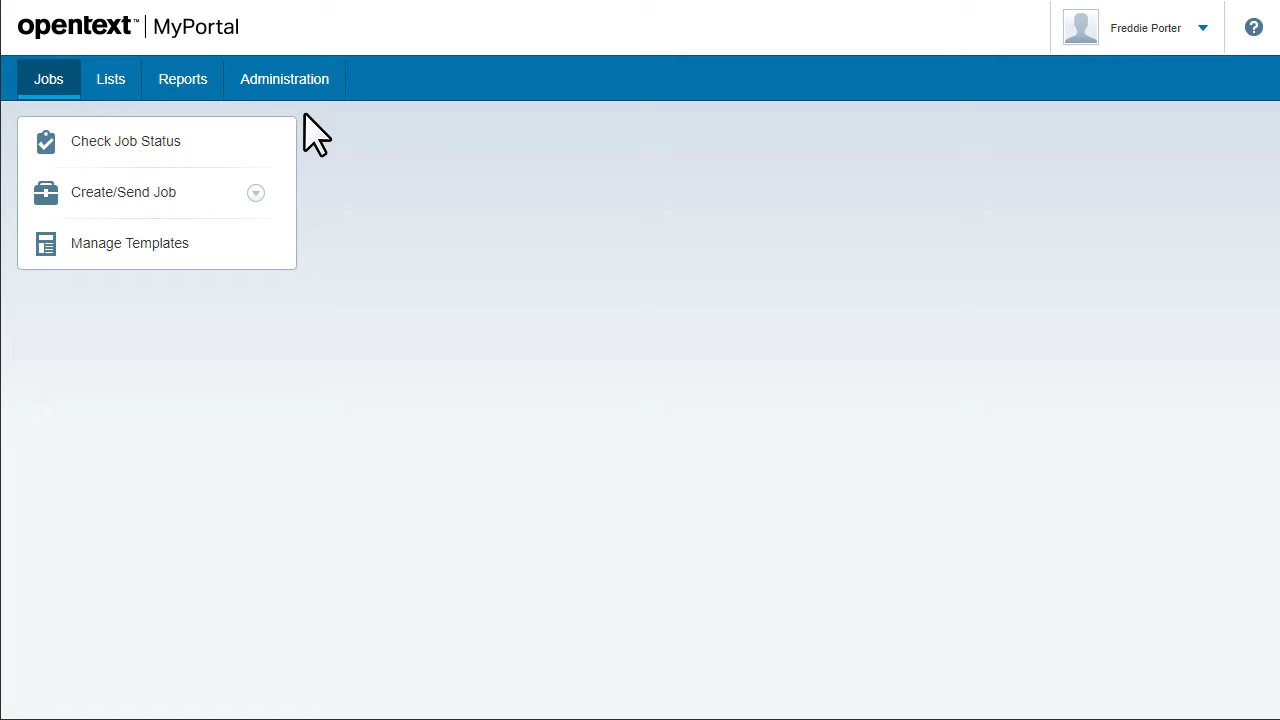 opentext™ | MyPortal
Freddie Porter
?
Jobs
Lists
Reports
Administration
Check Job Status
Create/Send Job
Manage Templates